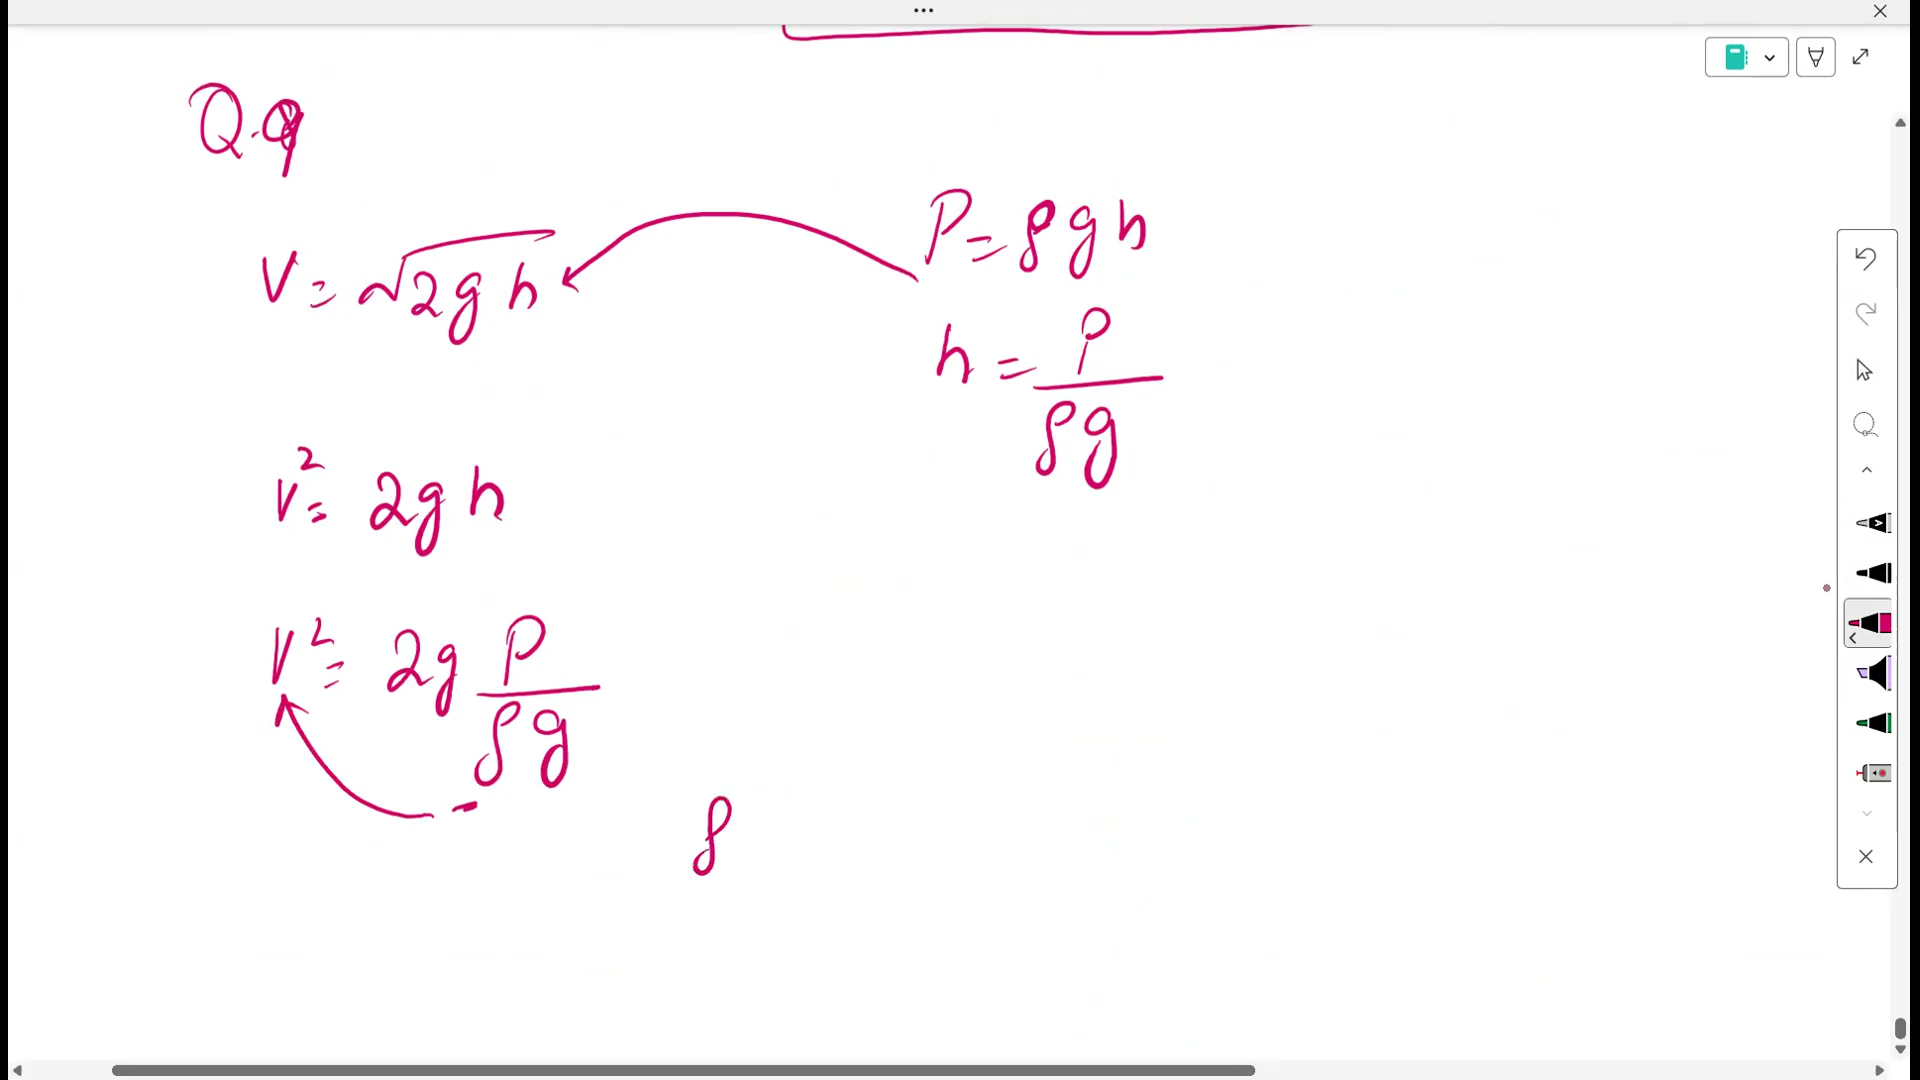 Q.9
V = √2gh
P = ρgh
h = P/ρg
V² = 2gh
V² = 2g P/ρg
ρ